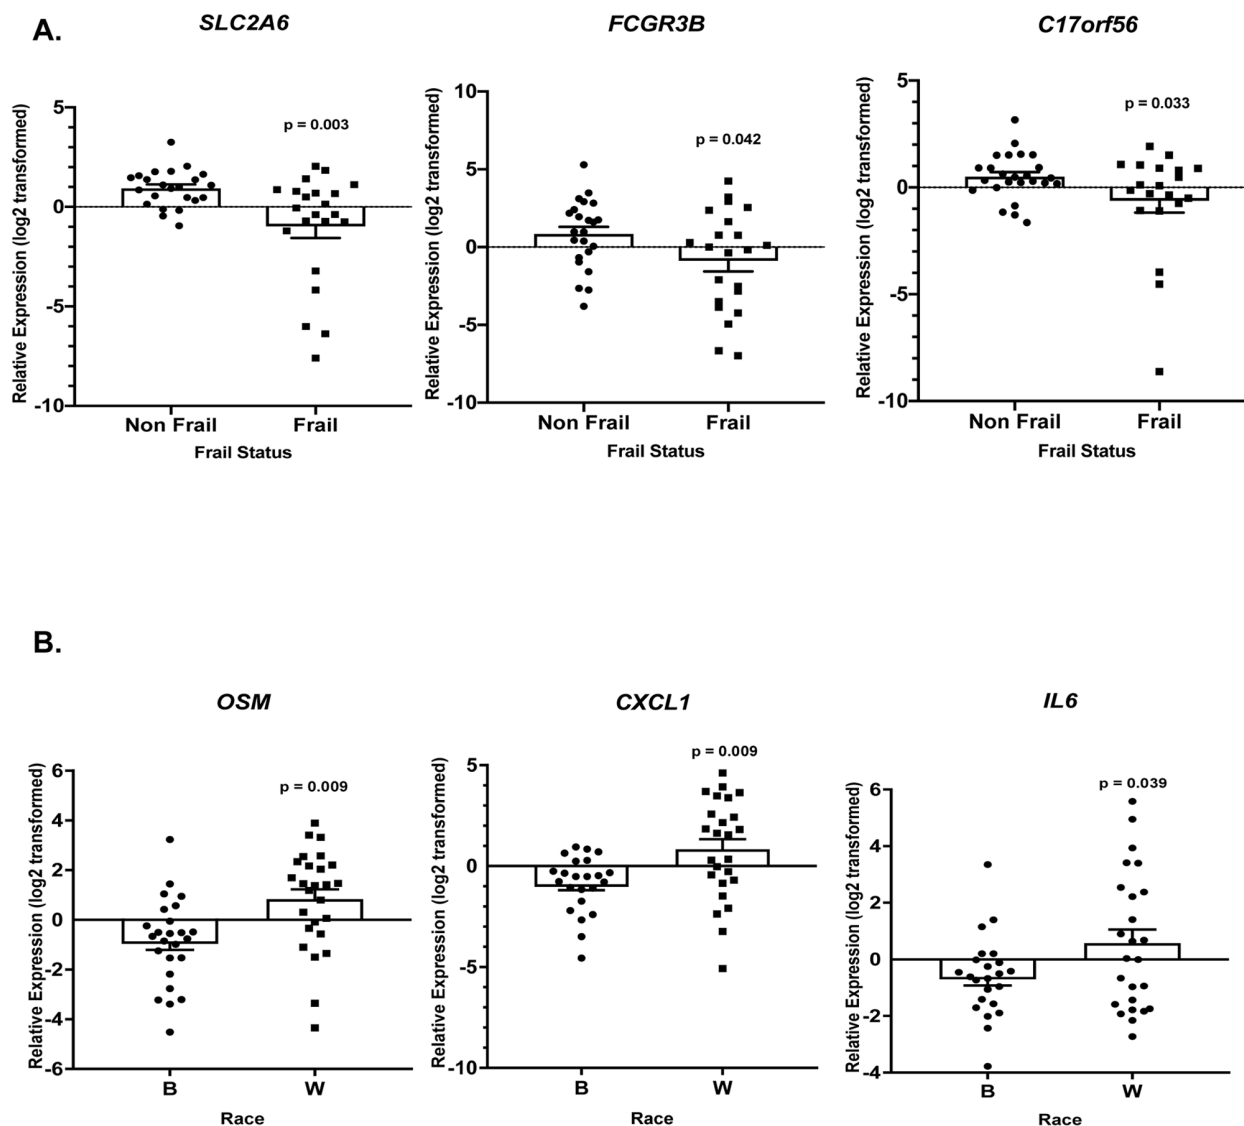 A.
SLC2A6
FCGR3B
C17orf56
Relative Expression (log2 transformed)
5
0
-5
-10
p = 0.003
Non Frail
Frail
Frail Status
Relative Expression (log2 transformed)
10
5
0
-5
-10
p = 0.042
Non Frail
Frail
Frail Status
Relative Expression (log2 transformed)
5
0
-5
-10
p = 0.033
Non Frail
Frail
Frail Status
B.
OSM
CXCL1
IL6
Relative Expression (log2 transformed)
6
4
2
0
-2
-4
-6
p = 0.009
B
W
Race
Relative Expression (log2 transformed)
5
0
-5
-10
p = 0.009
B
W
Race
Relative Expression (log2 transformed)
6
4
2
0
-2
-4
p = 0.039
B
W
Race